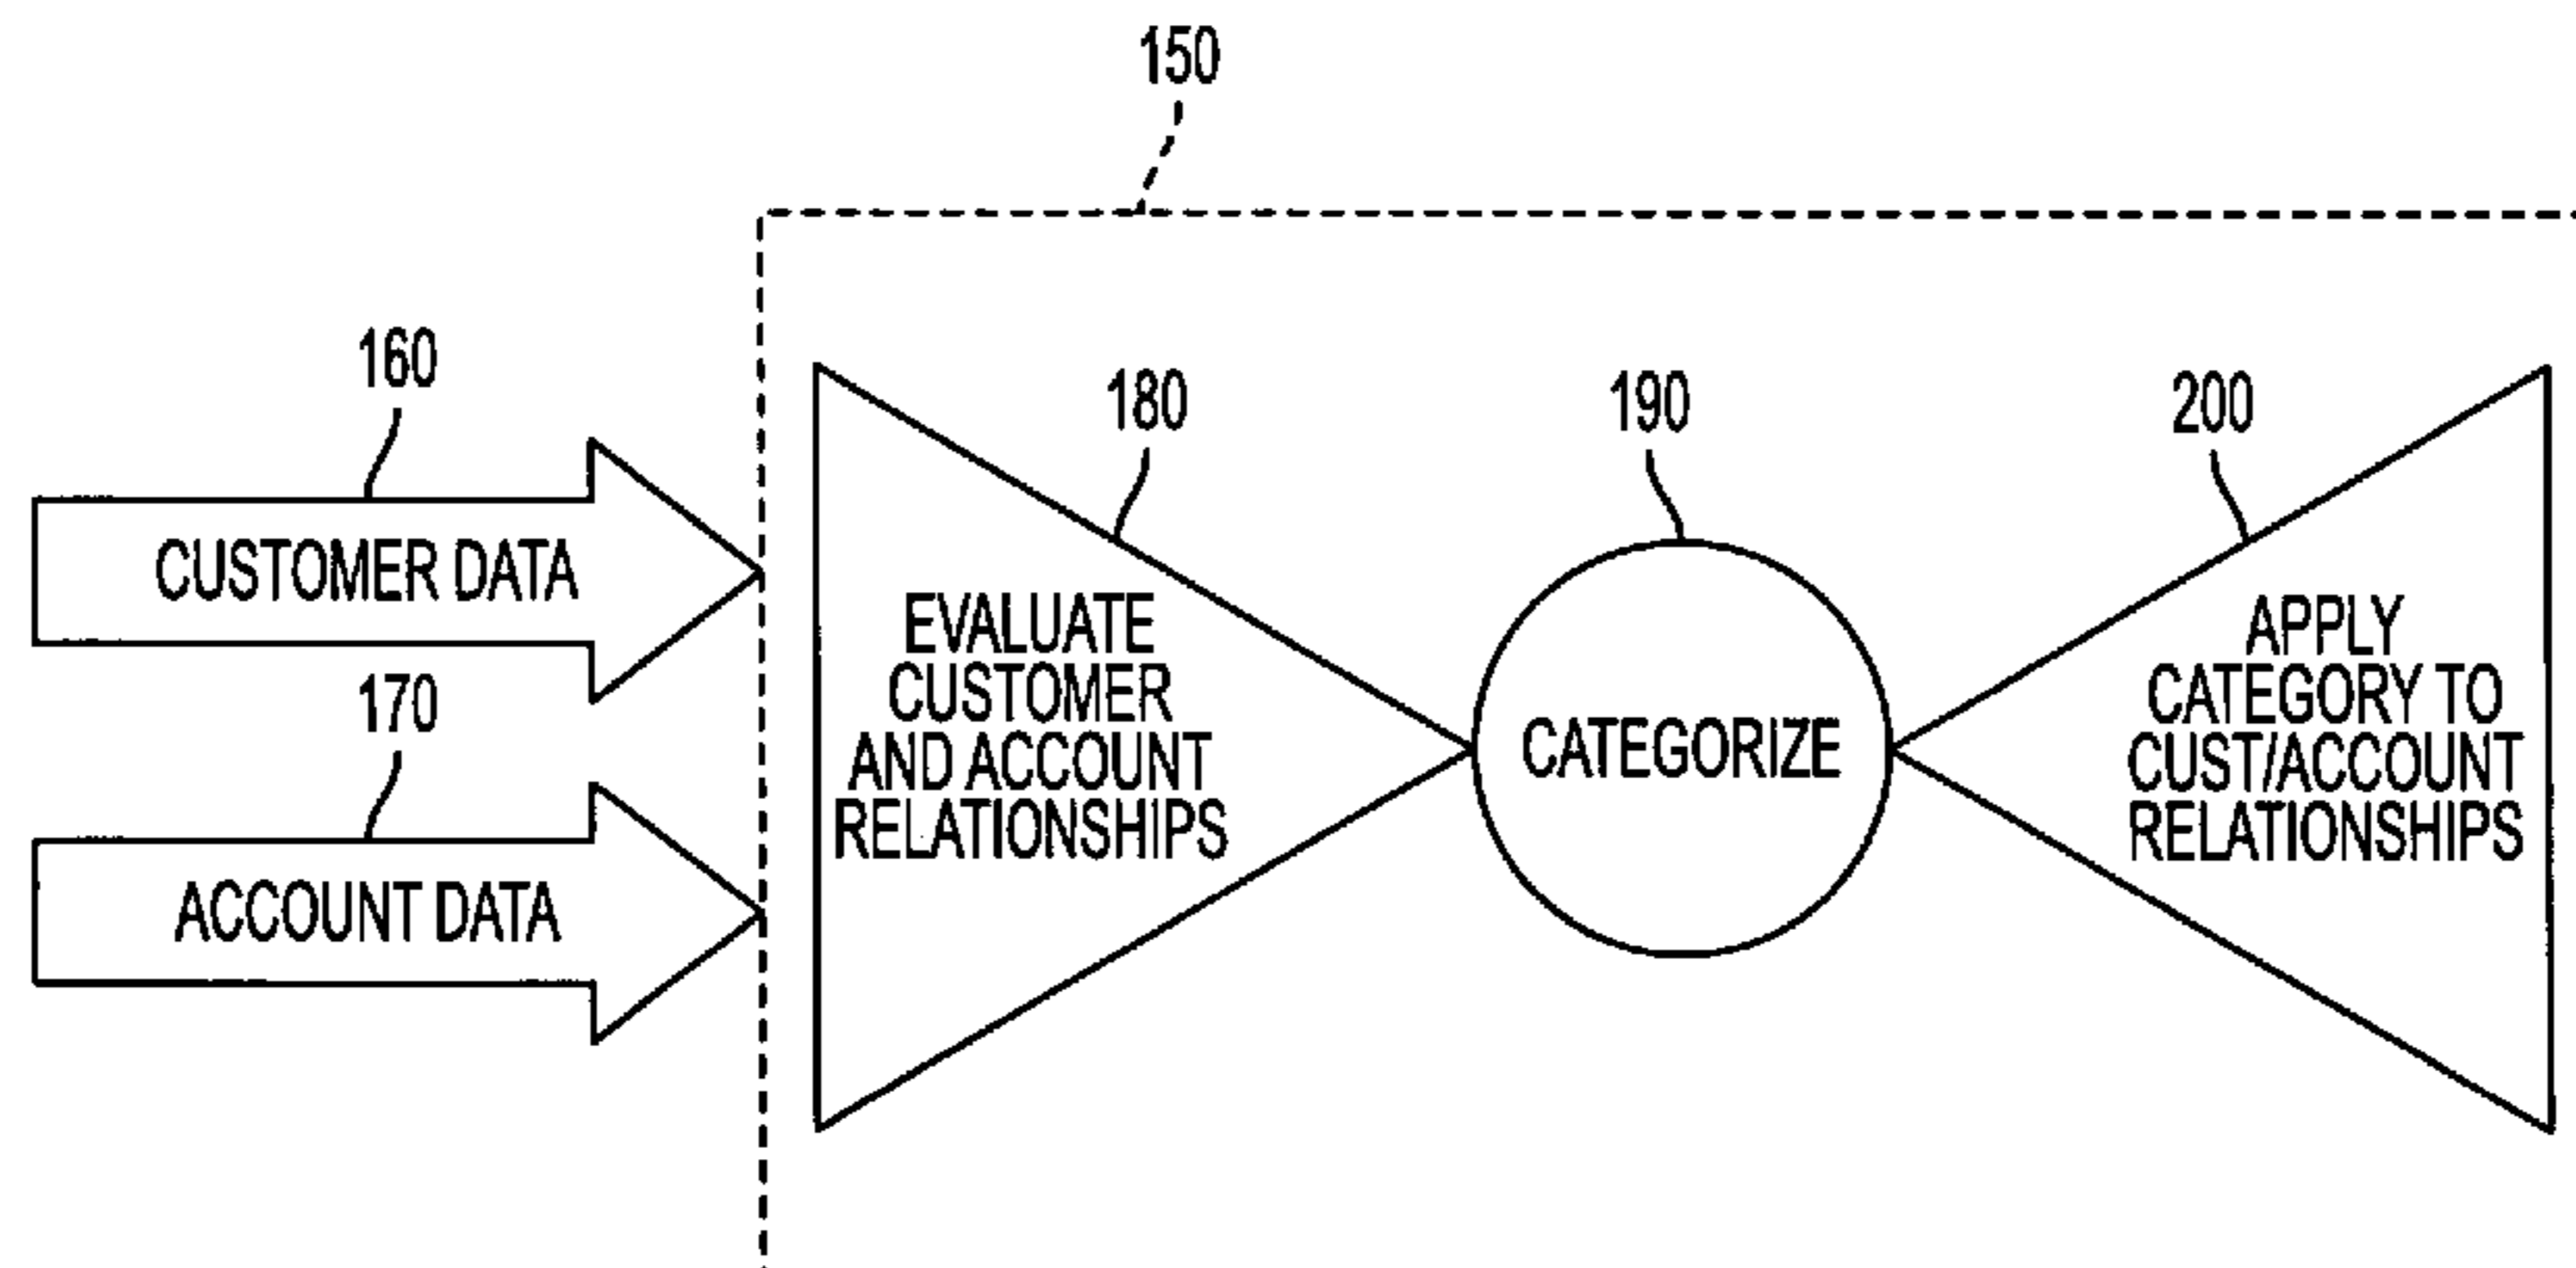 150
160
CUSTOMER DATA
170
ACCOUNT DATA
180
EVALUATE
CUSTOMER
AND ACCOUNT
RELATIONSHIPS
190
CATEGORIZE
200
APPLY
CATEGORY TO
CUST/ACCOUNT
RELATIONSHIPS